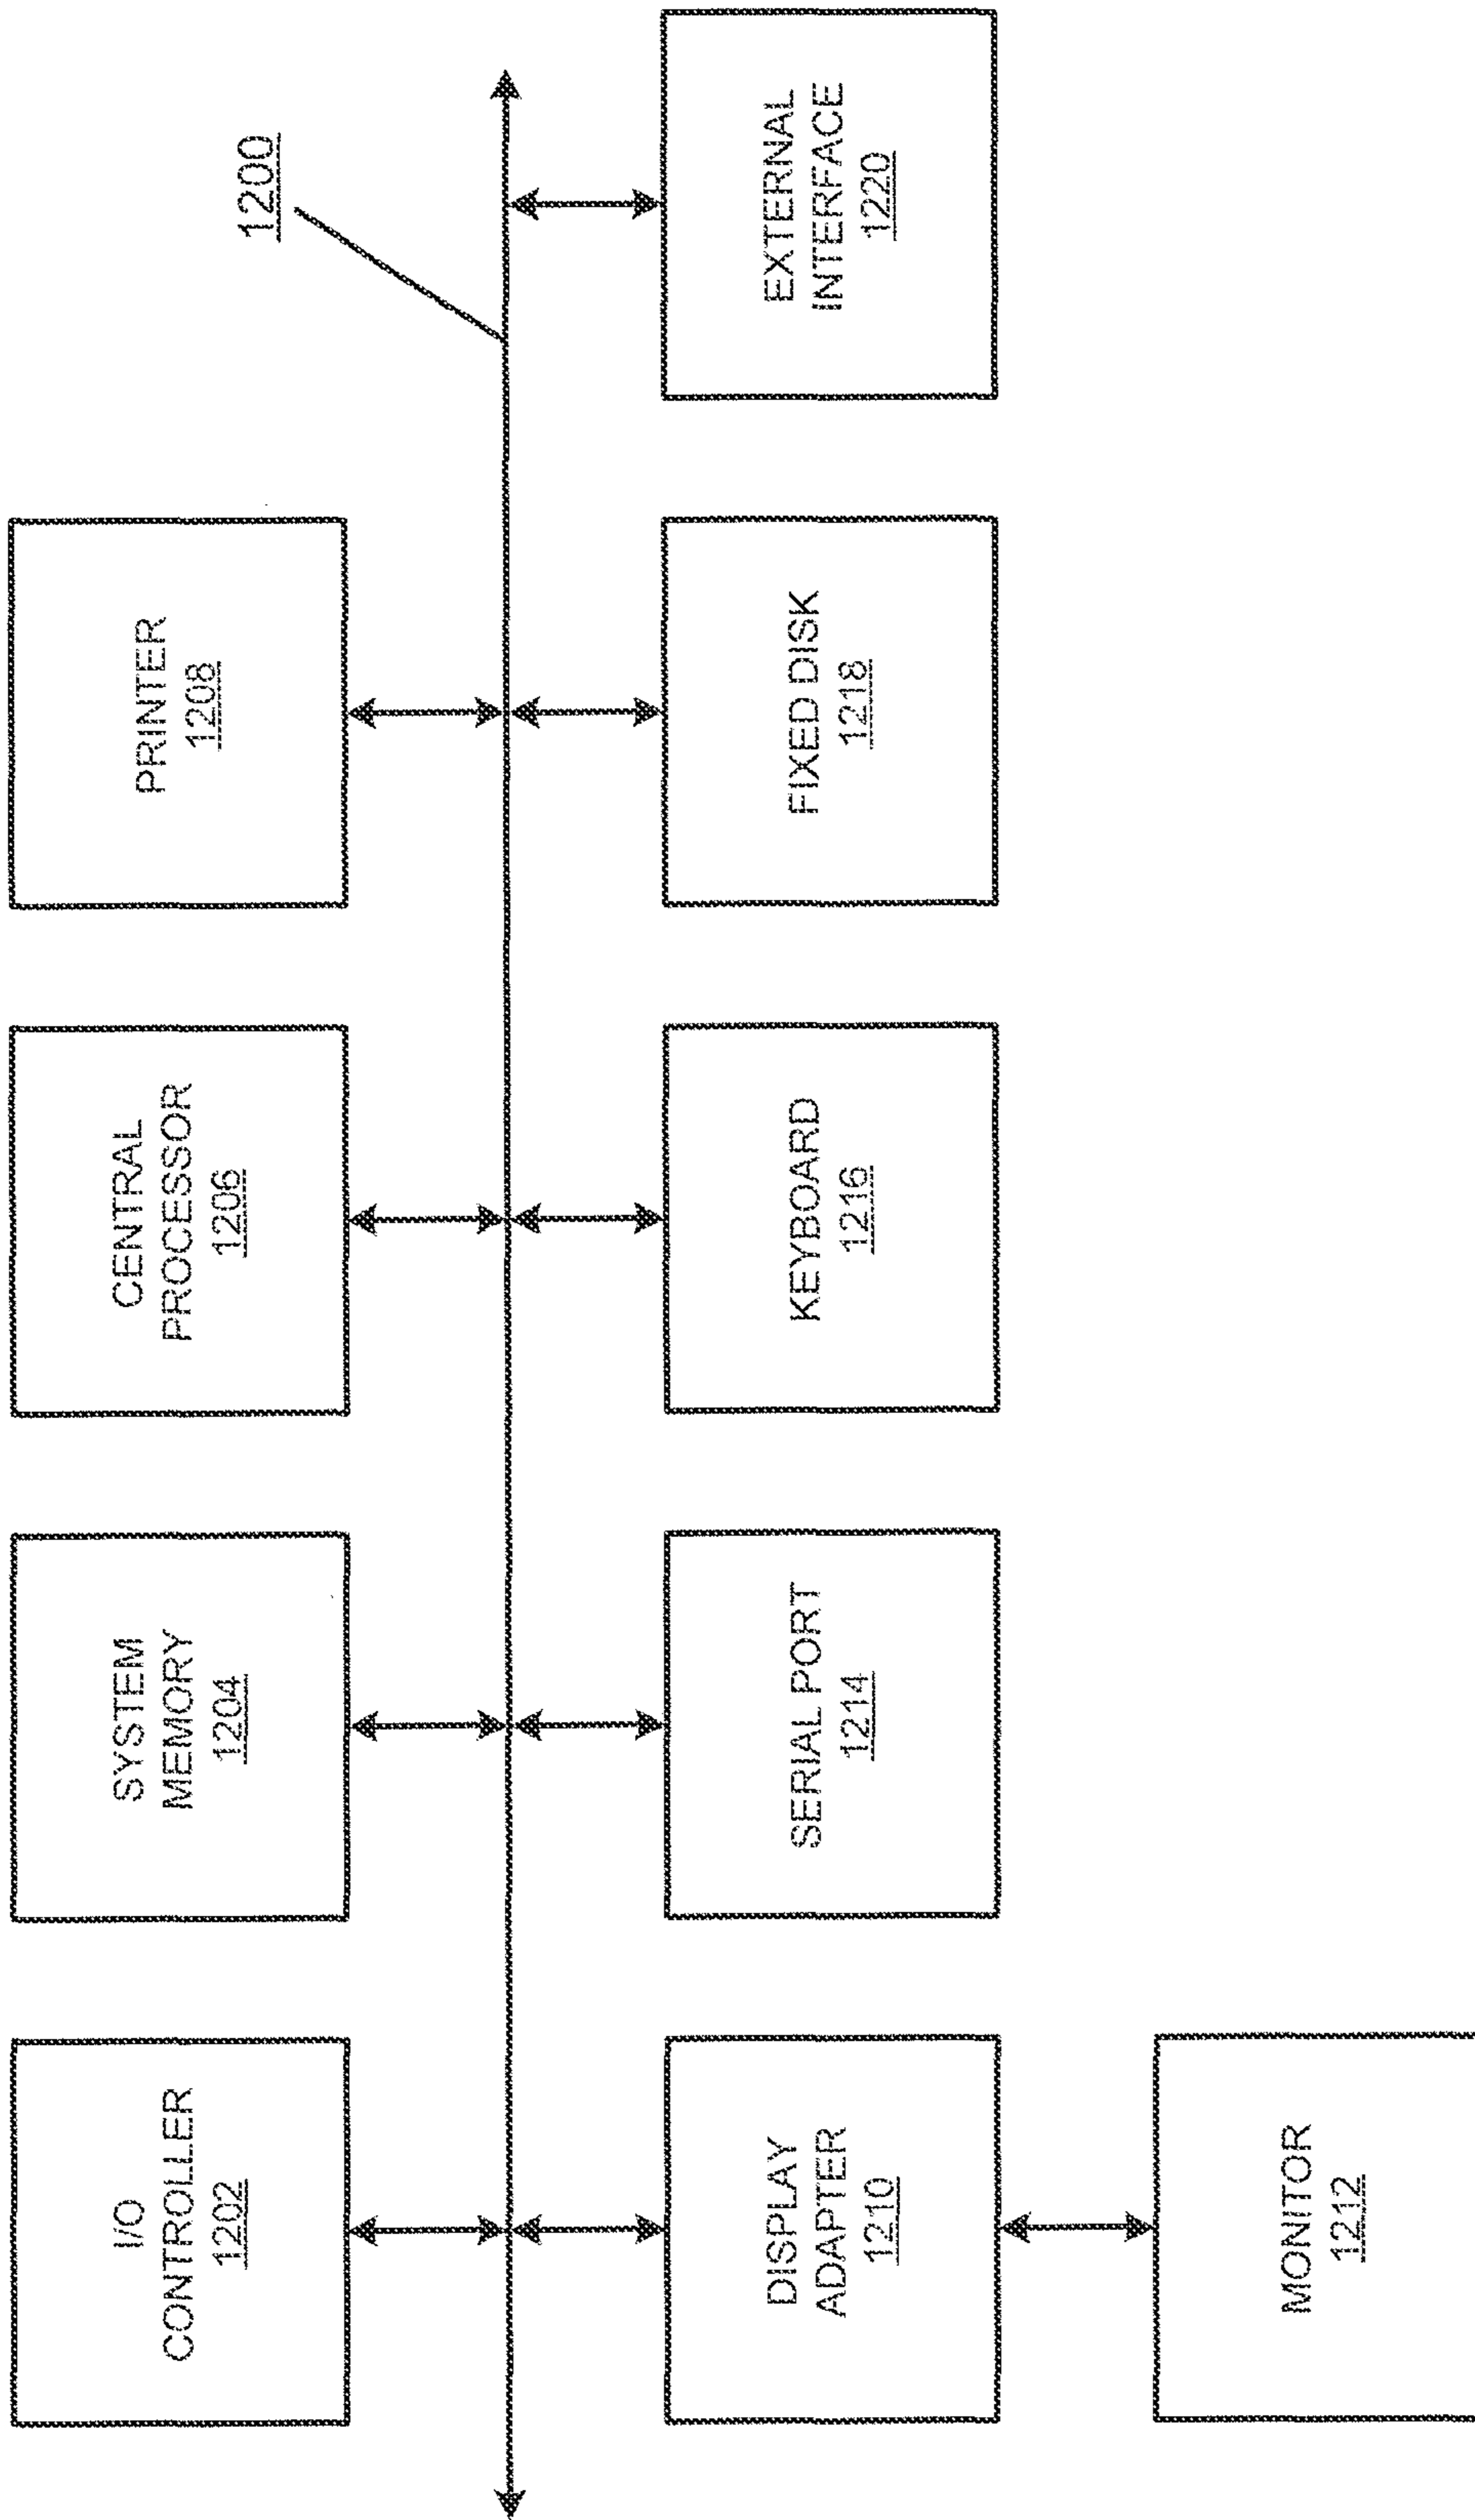 I/O
CONTROLLER
1202
SYSTEM
MEMORY
1204
CENTRAL
PROCESSOR
1206
PRINTER
1208
1200
DISPLAY
ADAPTER
1210
SERIAL PORT
1214
KEYBOARD
1216
FIXED DISK
1218
EXTERNAL
INTERFACE
1220
MONITOR
1212